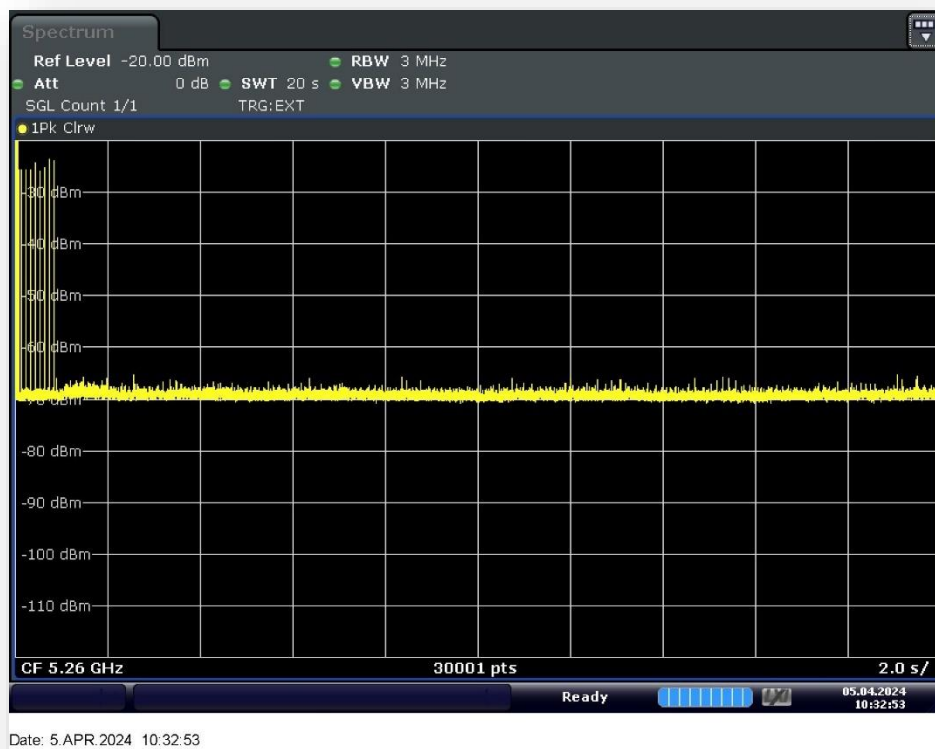 Spectrum
Ref Level -20.00 dBm RBW 3 MHz
Att 0 dB SWT 20 s VBW 3 MHz
SGL Count 1/1 TRG:EXT
1Pk Clrw
-30 dBm
-40 dBm
-50 dBm
-60 dBm
-70 dBm
-80 dBm
-90 dBm
-100 dBm
-110 dBm
CF 5.26 GHz 30001 pts 2.0 s/
Ready 05.04.2024
10:32:53
Date: 5.APR.2024 10:32:53